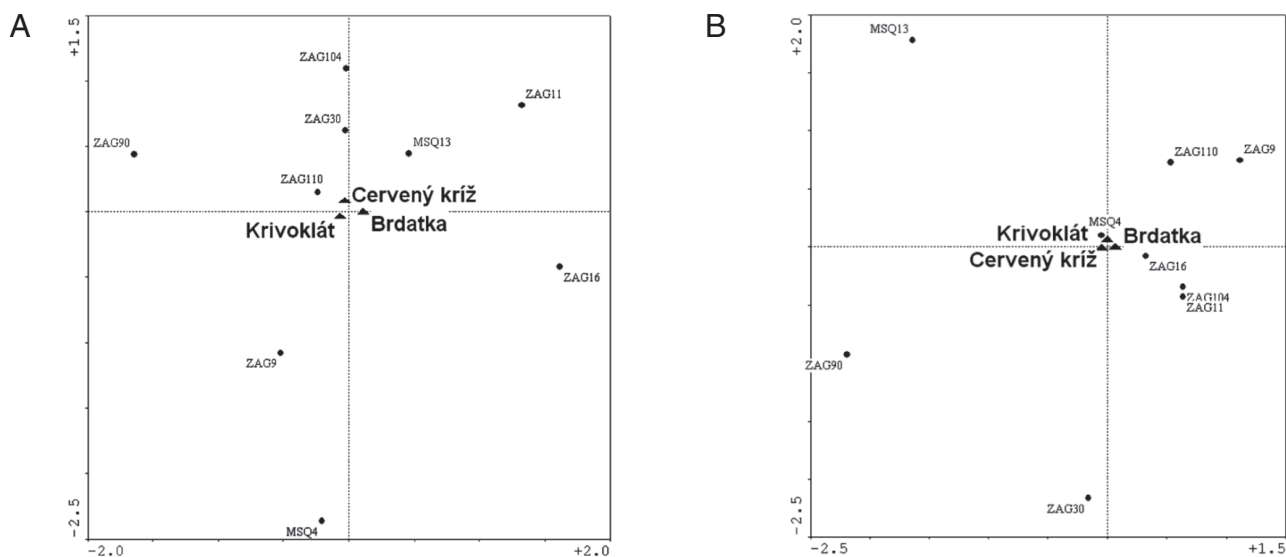 A
+1.5
ZAG104
ZAG11
ZAG30
MSQ13
ZAG90
ZAG110
Červený kríž
Krivoklát
Brdatka
ZAG16
ZAG9
MSQ4
-2.5
-2.0
+2.0
B
+2.0
MSQ13
ZAG110
ZAG9
MSQ4
Krivoklát
Brdatka
Červený kríž
ZAG16
ZAG104
ZAG11
ZAG90
ZAG30
-2.5
-2.5
+1.5